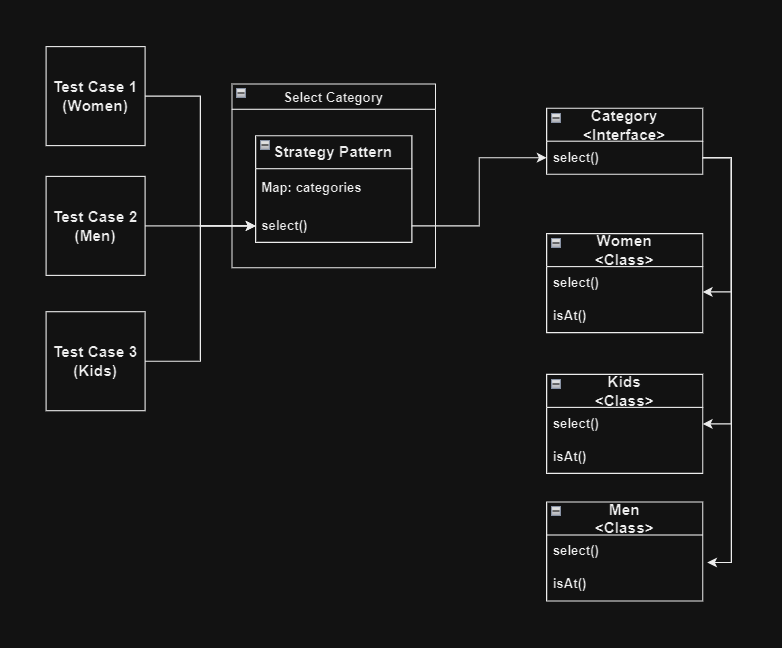 Test Case 1
(Women)
Test Case 2
(Men)
Test Case 3
(Kids)
Select Category
Strategy Pattern
Map: categories
select()
Category
<Interface>
select()
Women
<Class>
select()
isAt()
Kids
<Class>
select()
isAt()
Men
<Class>
select()
isAt()